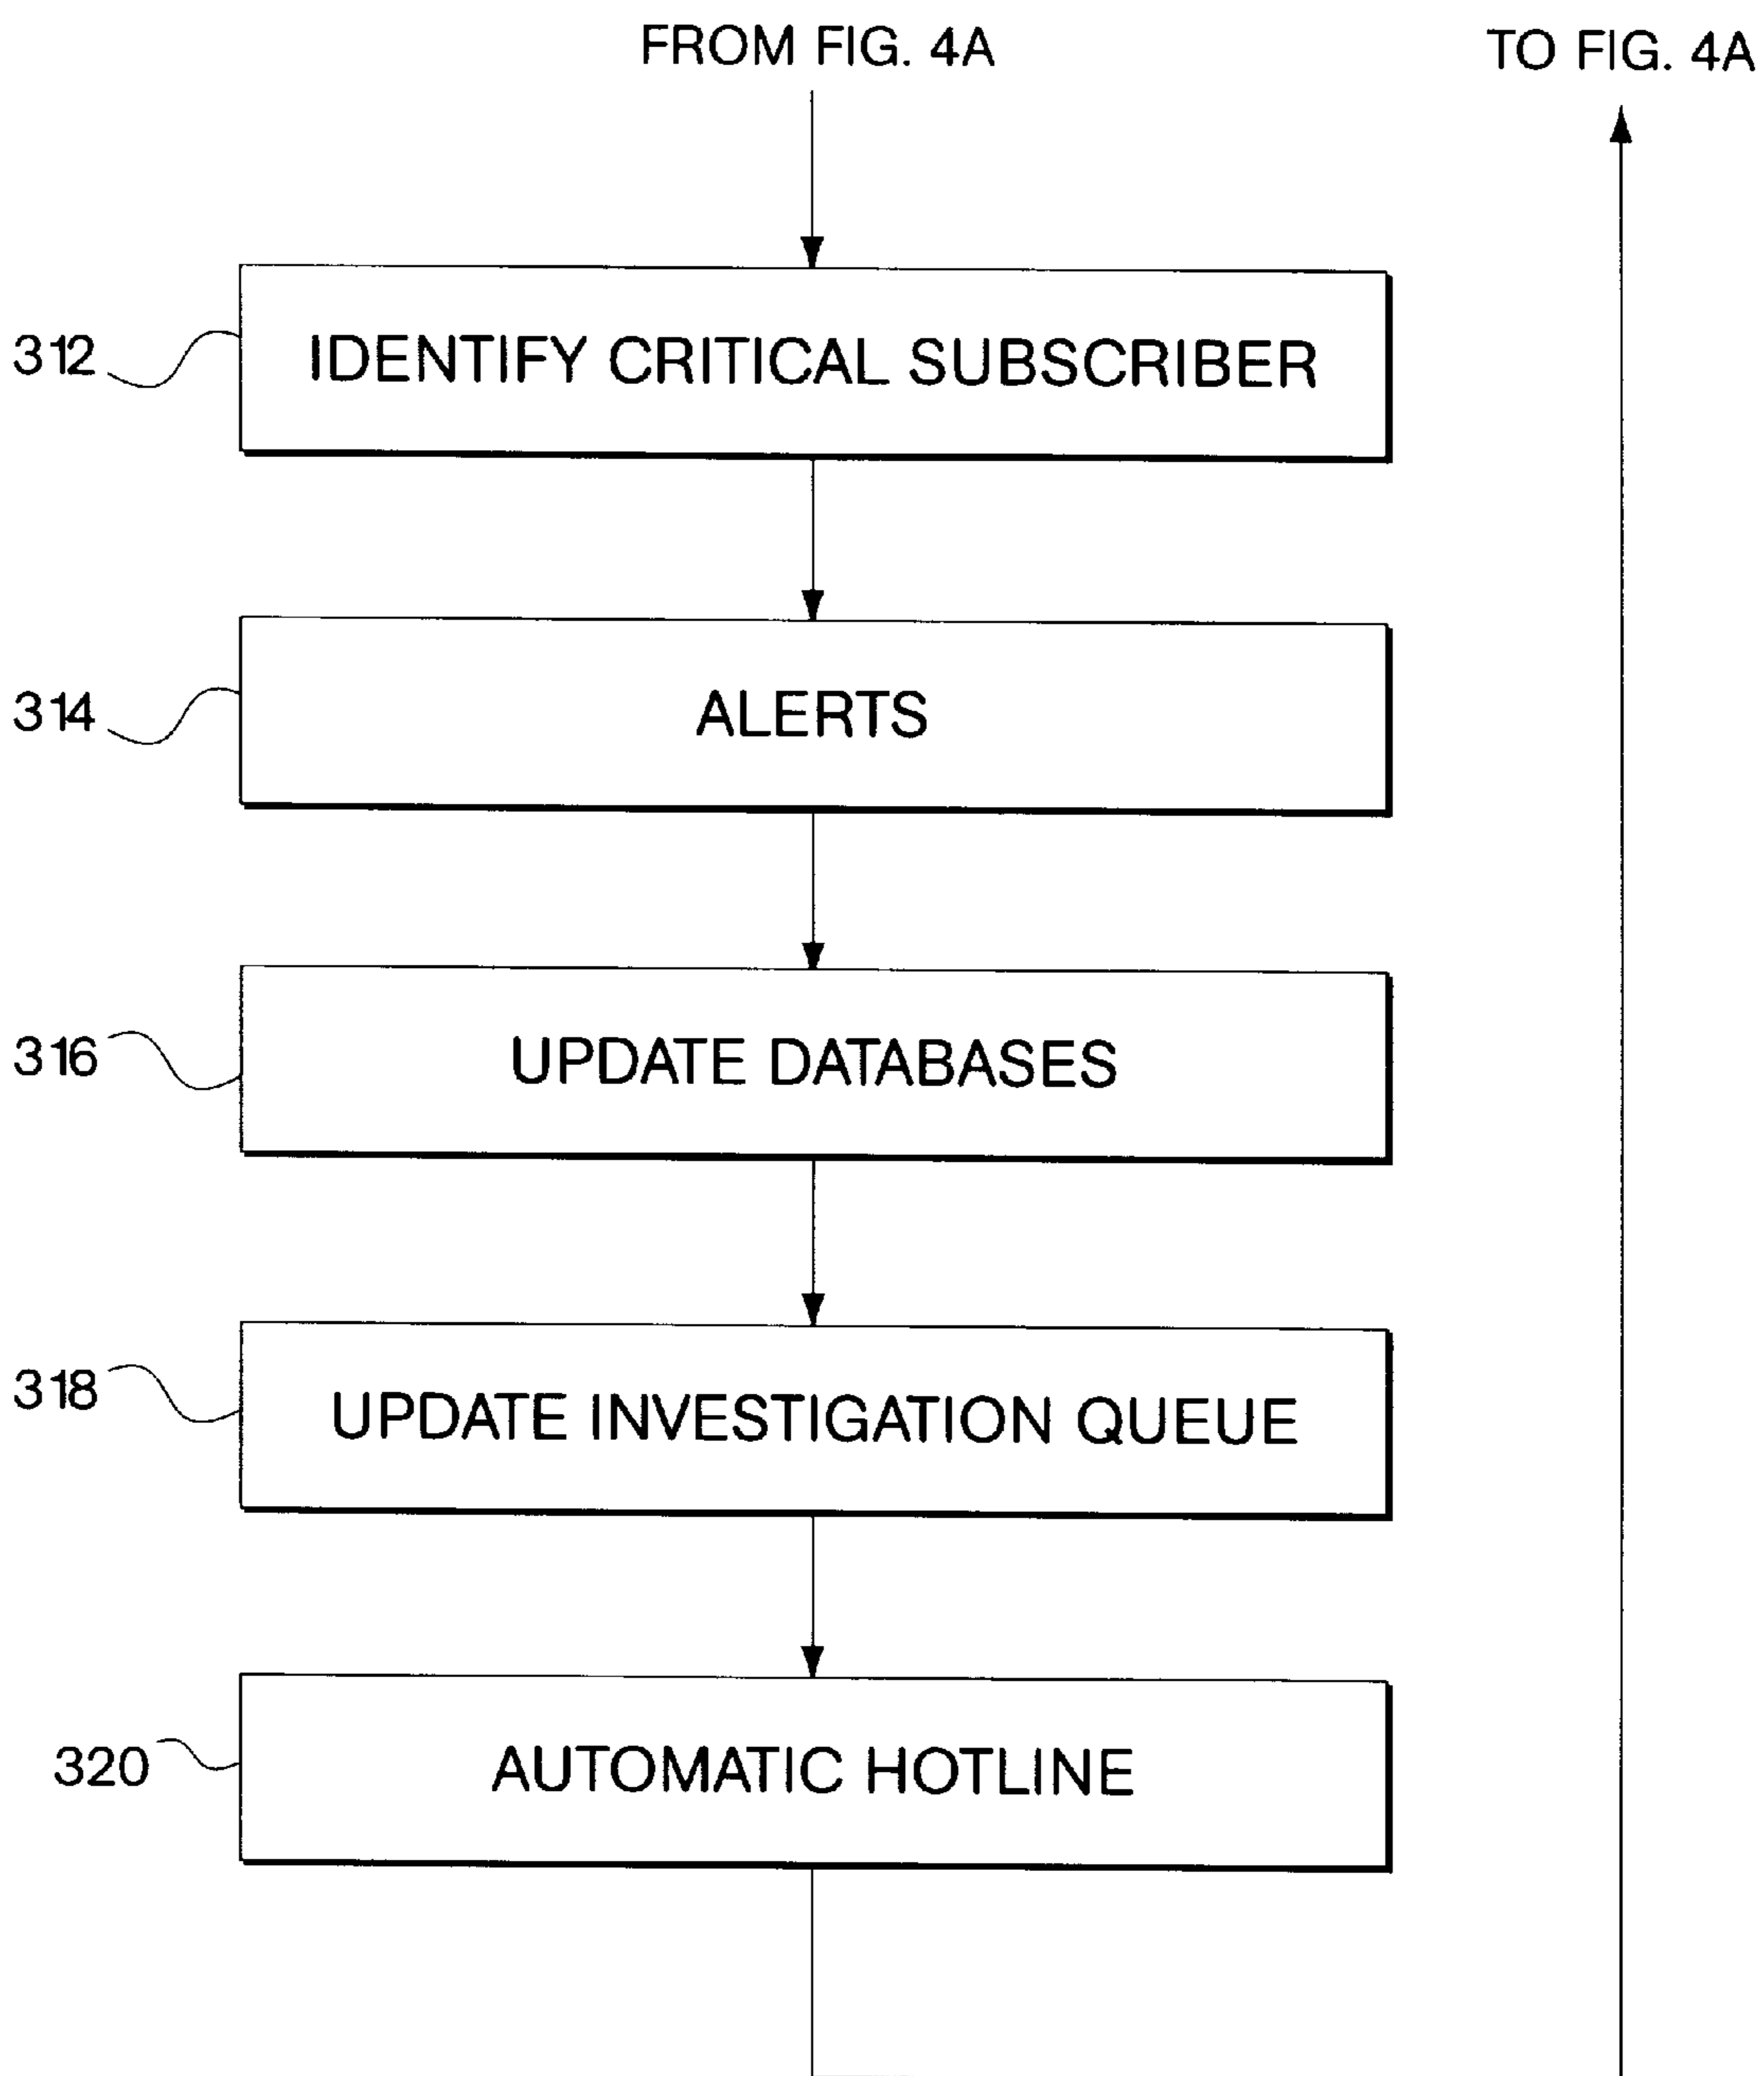 FROM FIG. 4A
TO FIG. 4A
312
IDENTIFY CRITICAL SUBSCRIBER
314
ALERTS
316
UPDATE DATABASES
318
UPDATE INVESTIGATION QUEUE
320
AUTOMATIC HOTLINE